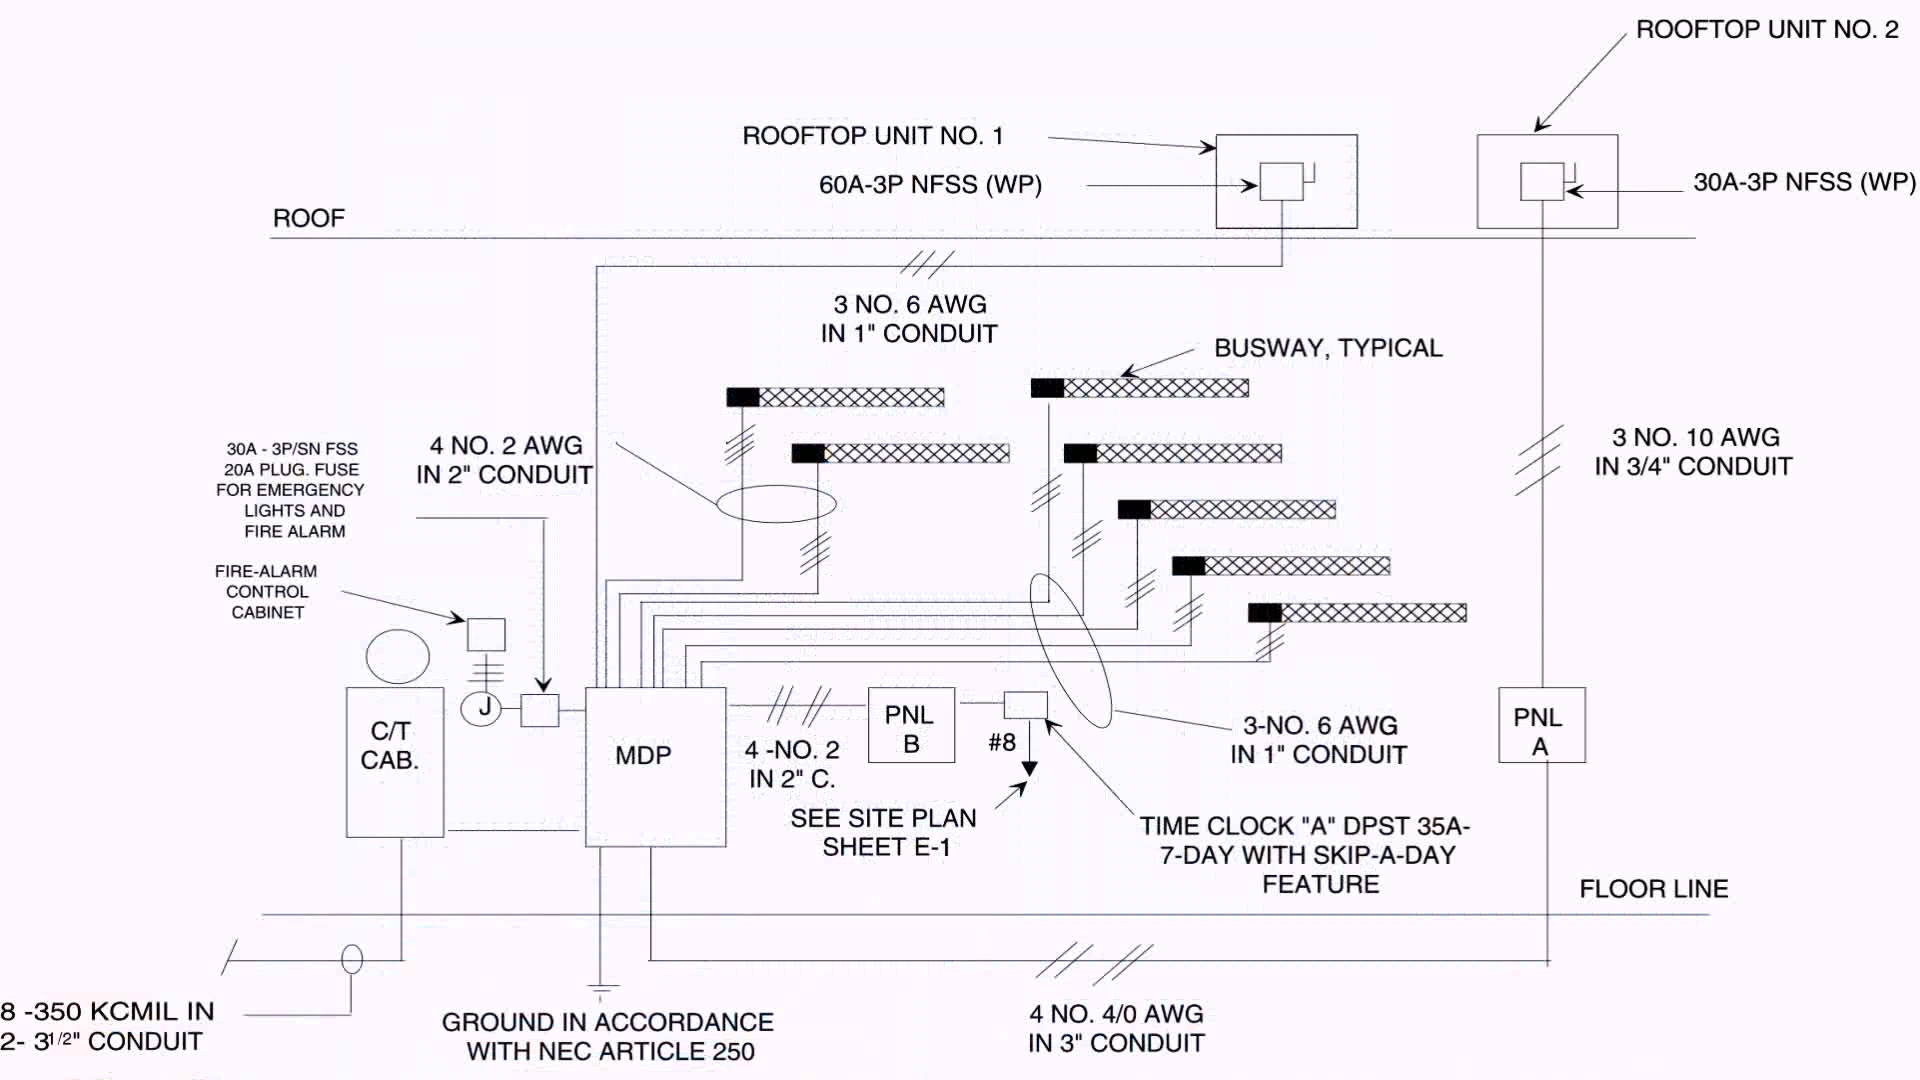 ROOFTOP UNIT NO. 2
ROOFTOP UNIT NO. 1
60A-3P NFSS (WP)
30A-3P NFSS (WP)
ROOF
3 NO. 6 AWG
IN 1" CONDUIT
BUSWAY, TYPICAL
30A - 3P/SN FSS
20A PLUG. FUSE
FOR EMERGENCY
LIGHTS AND
FIRE ALARM
4 NO. 2 AWG
IN 2" CONDUIT
3 NO. 10 AWG
IN 3/4" CONDUIT
FIRE-ALARM
CONTROL
CABINET
J
C/T
CAB.
MDP
4 -NO. 2
IN 2" C.
PNL
B
#8
3-NO. 6 AWG
IN 1" CONDUIT
PNL
A
SEE SITE PLAN
SHEET E-1
TIME CLOCK "A" DPST 35A-
7-DAY WITH SKIP-A-DAY
FEATURE
FLOOR LINE
8 -350 KCMIL IN
2- 3 1/2" CONDUIT
GROUND IN ACCORDANCE
WITH NEC ARTICLE 250
4 NO. 4/0 AWG
IN 3" CONDUIT